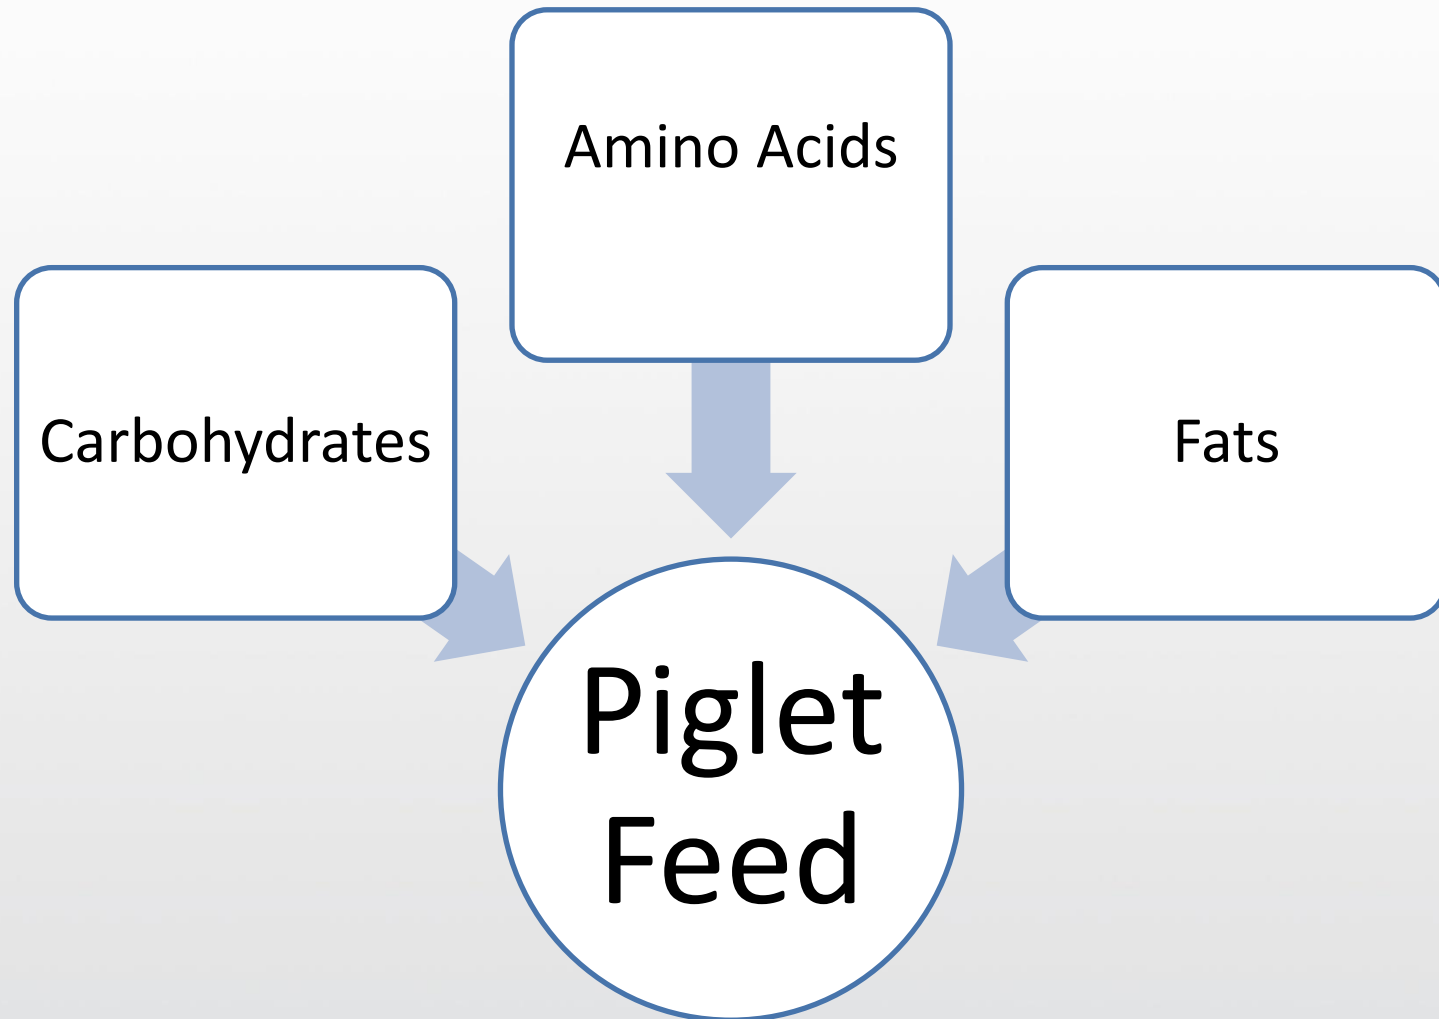 Amino Acids
Carbohydrates
Fats
Piglet
Feed